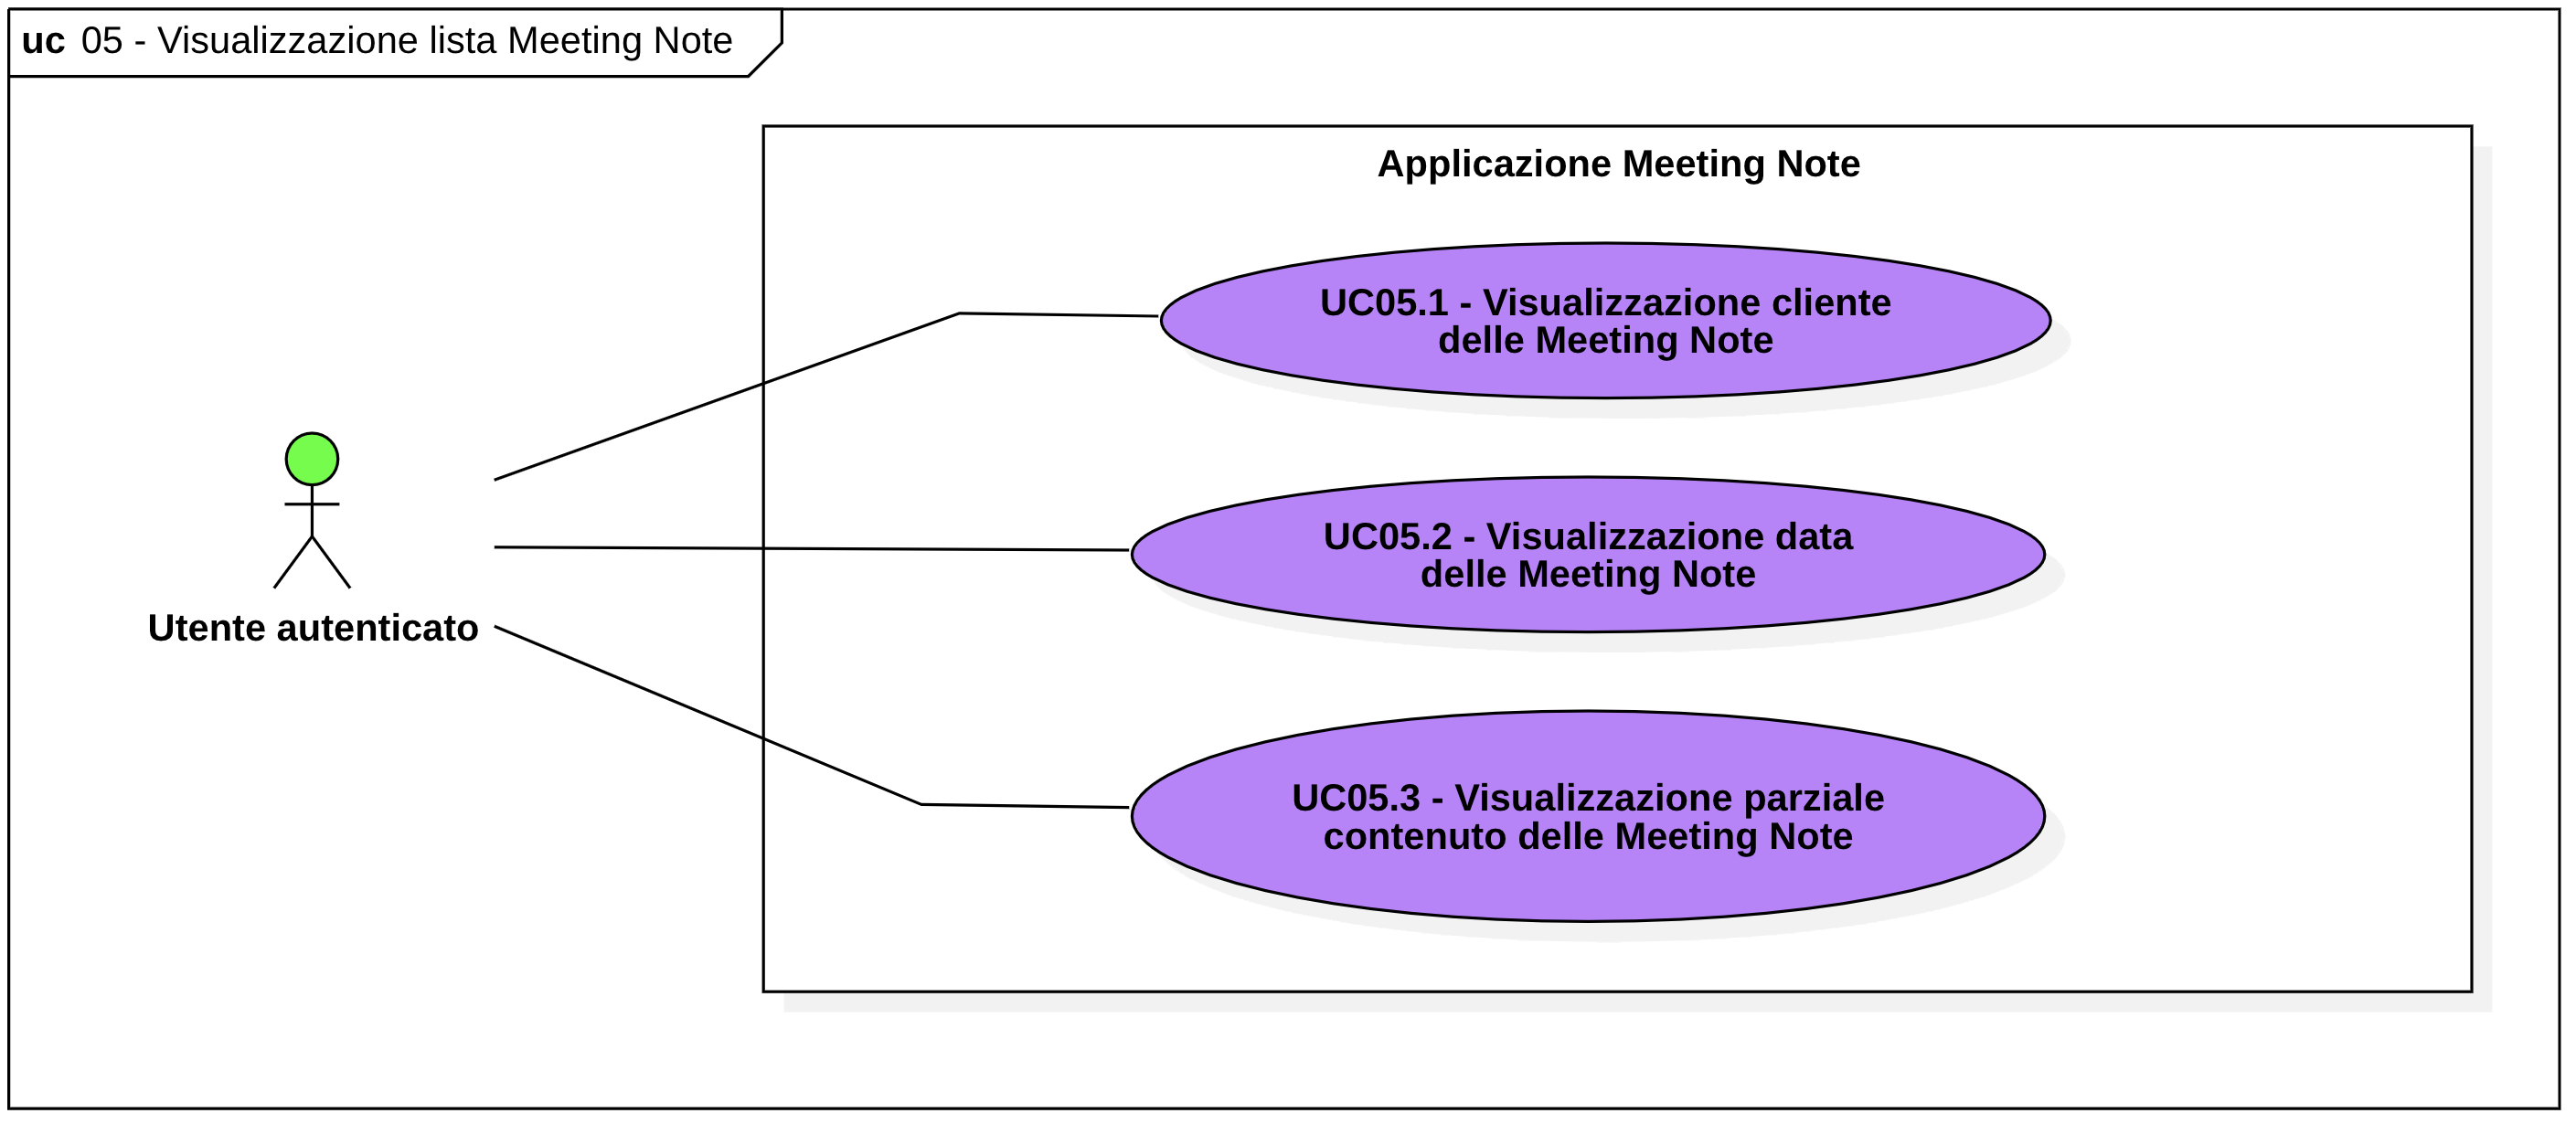 uc 05 - Visualizzazione lista Meeting Note
Applicazione Meeting Note
UC05.1 - Visualizzazione cliente
delle Meeting Note
UC05.2 - Visualizzazione data
delle Meeting Note
Utente autenticato
UC05.3 - Visualizzazione parziale
contenuto delle Meeting Note